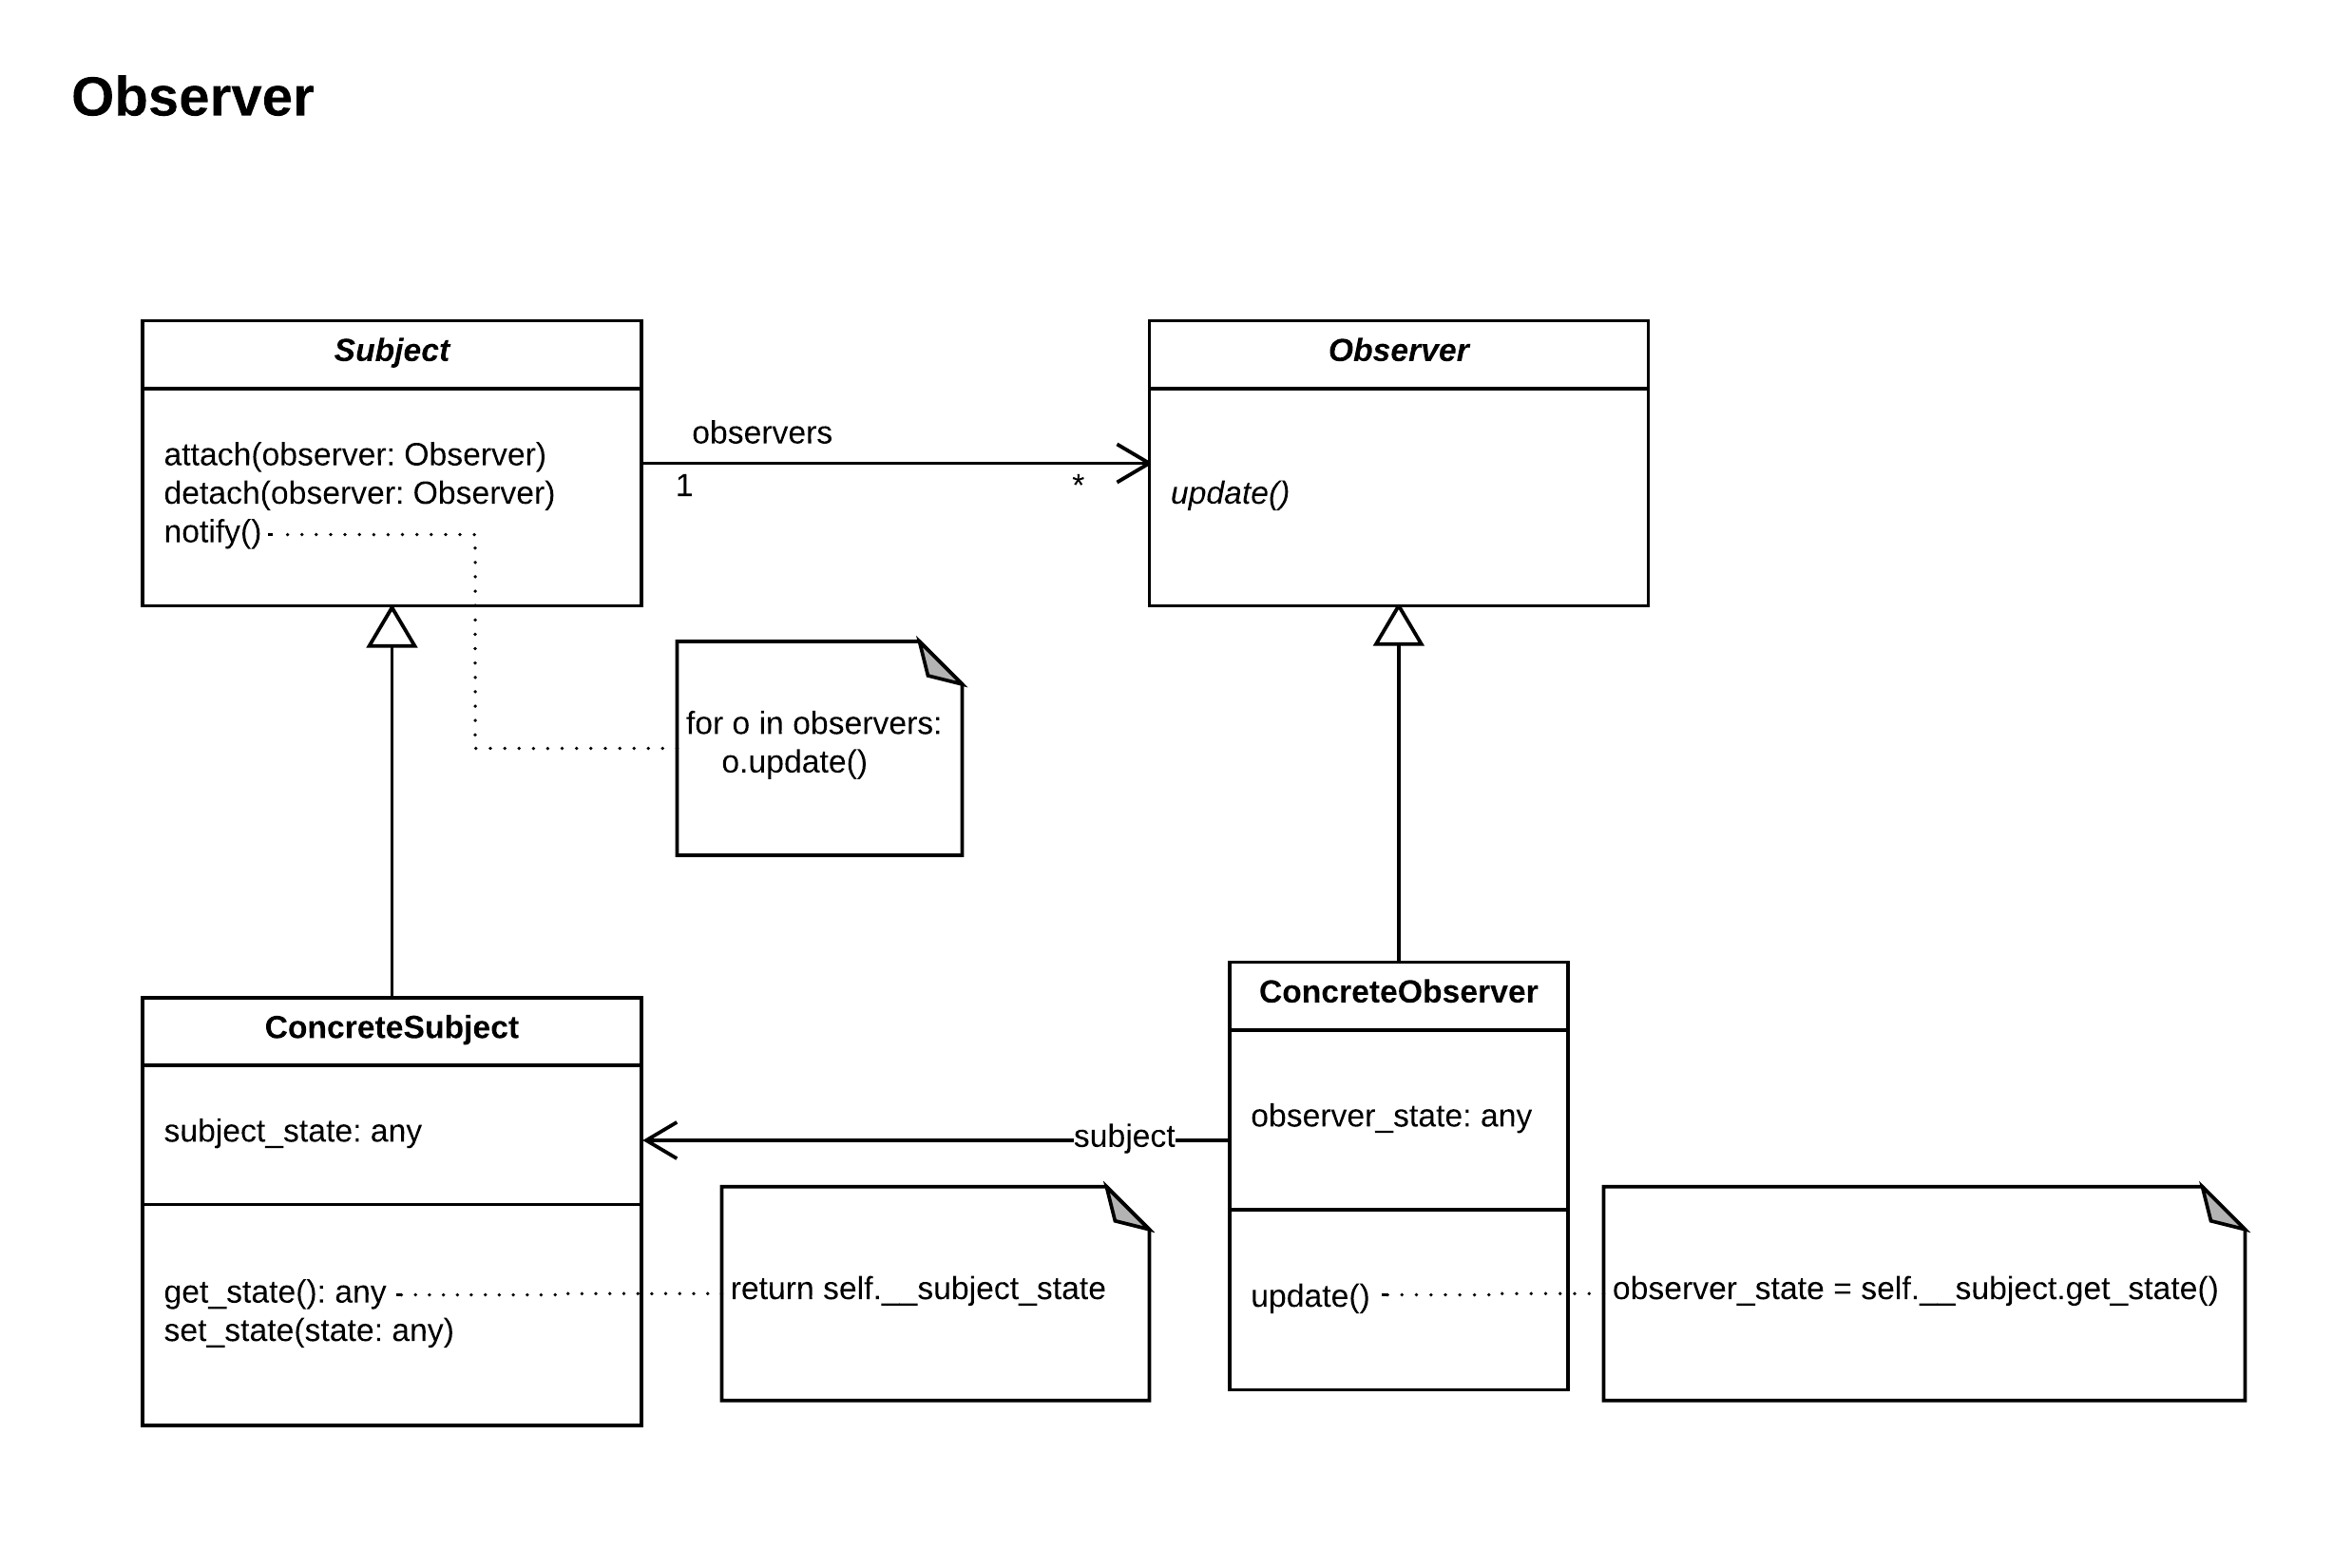 Observer
Subject
attach(observer: Observer)
detach(observer: Observer)
notify()
observers
1
*
Observer
update()
for o in observers:
o.update()
ConcreteSubject
subject_state: any
get_state(): any
set_state(state: any)
return self.__subject_state
subject
ConcreteObserver
observer_state: any
update()
observer_state = self.__subject.get_state()